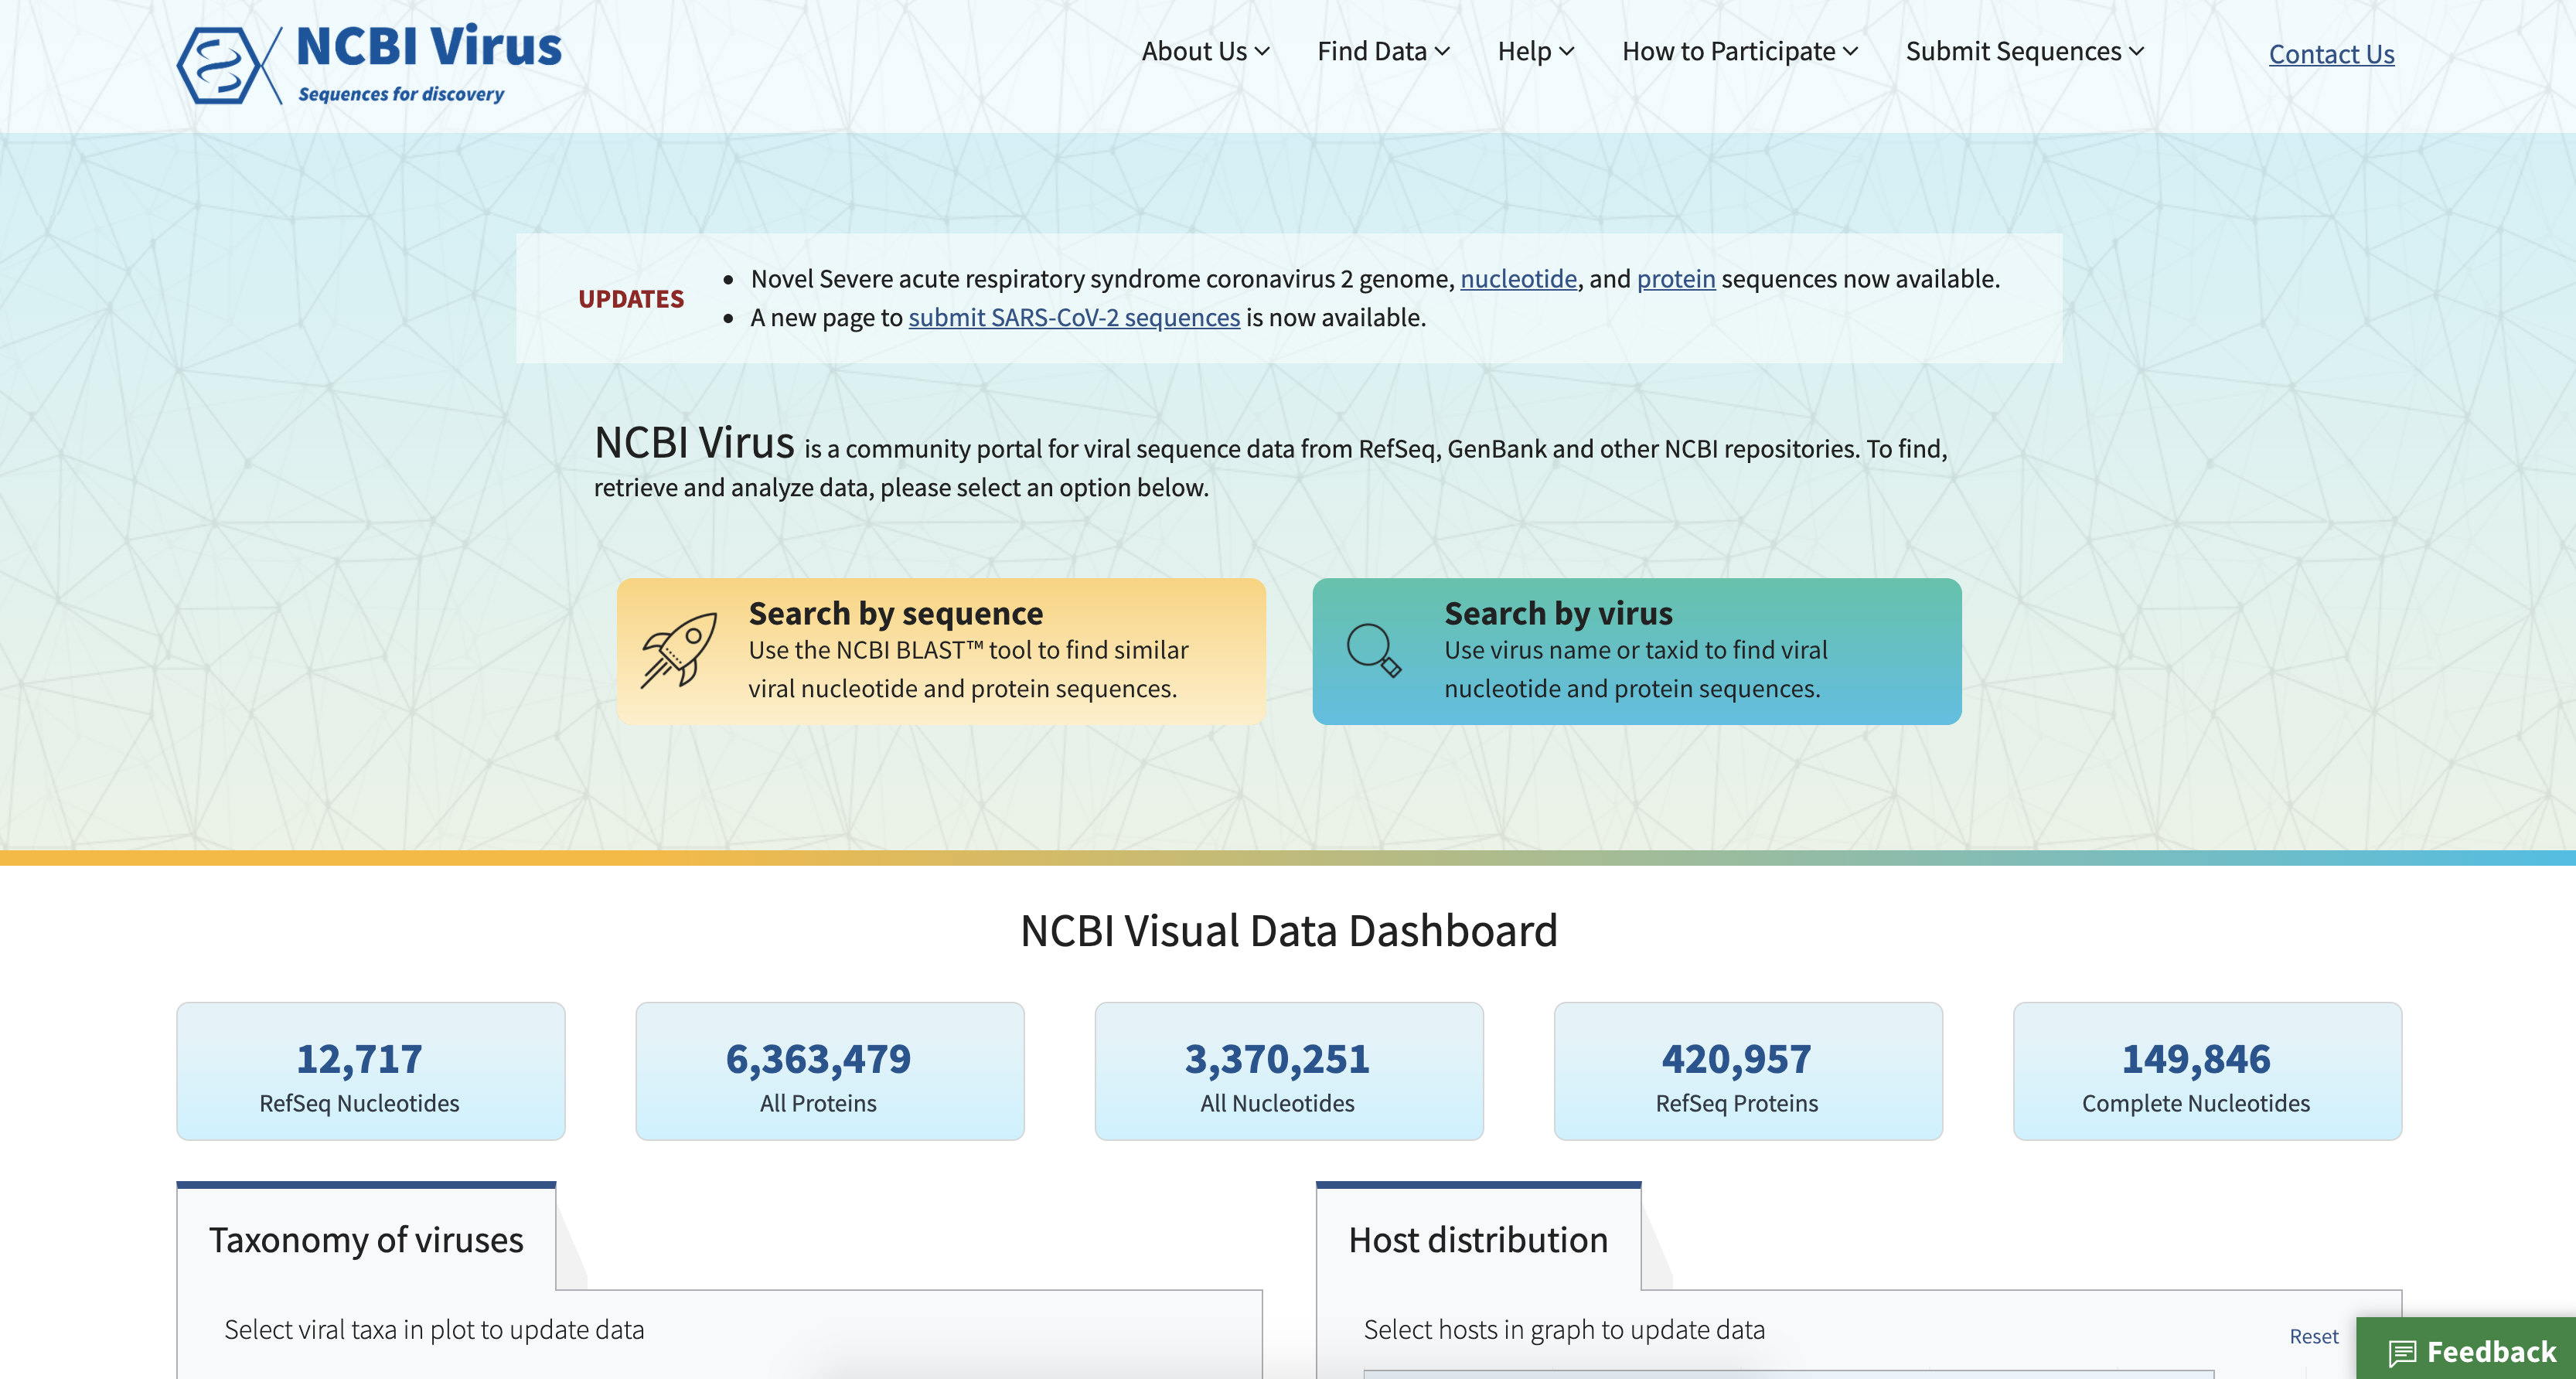 NCBI Virus
Sequences for discovery
About Us
Find Data
Help
How to Participate
Submit Sequences
Contact Us
UPDATES
• Novel Severe acute respiratory syndrome coronavirus 2 genome, nucleotide, and protein sequences now available.
• A new page to submit SARS-CoV-2 sequences is now available.
NCBI Virus is a community portal for viral sequence data from RefSeq, GenBank and other NCBI repositories. To find,
retrieve and analyze data, please select an option below.
Search by sequence
Use the NCBI BLAST™ tool to find similar
viral nucleotide and protein sequences.
Search by virus
Use virus name or taxid to find viral
nucleotide and protein sequences.
NCBI Visual Data Dashboard
12,717
RefSeq Nucleotides
6,363,479
All Proteins
3,370,251
All Nucleotides
420,957
RefSeq Proteins
149,846
Complete Nucleotides
Taxonomy of viruses
Select viral taxa in plot to update data
Host distribution
Select hosts in graph to update data
Reset
Feedback